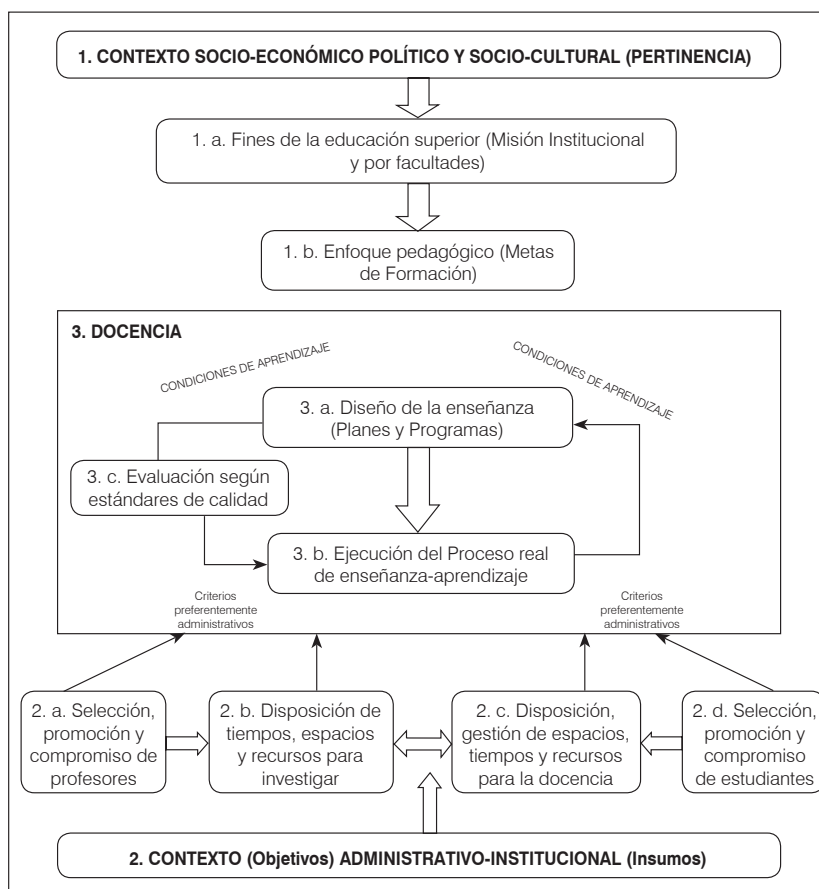 1. CONTEXTO SOCIO-ECONÓMICO POLÍTICO Y SOCIO-CULTURAL (PERTINENCIA)
1. a. Fines de la educación superior (Misión Institucional
y por facultades)
1. b. Enfoque pedagógico (Metas
de Formación)
3. DOCENCIA
CONDICIONES DE APRENDIZAJE
CONDICIONES DE APRENDIZAJE
3. a. Diseño de la enseñanza
(Planes y Programas)
3. c. Evaluación según
estándares de calidad
3. b. Ejecución del Proceso real
de enseñanza-aprendizaje
Criterios
preferentemente
administrativos
Criterios
preferentemente
administrativos
2. a. Selección,
promoción y
compromiso de
profesores
2. b. Disposición de
tiempos, espacios
y recursos para
investigar
2. c. Disposición,
gestión de espacios,
tiempos y recursos
para la docencia
2. d. Selección,
promoción y
compromiso
de estudiantes
2. CONTEXTO (Objetivos) ADMINISTRATIVO-INSTITUCIONAL (Insumos)